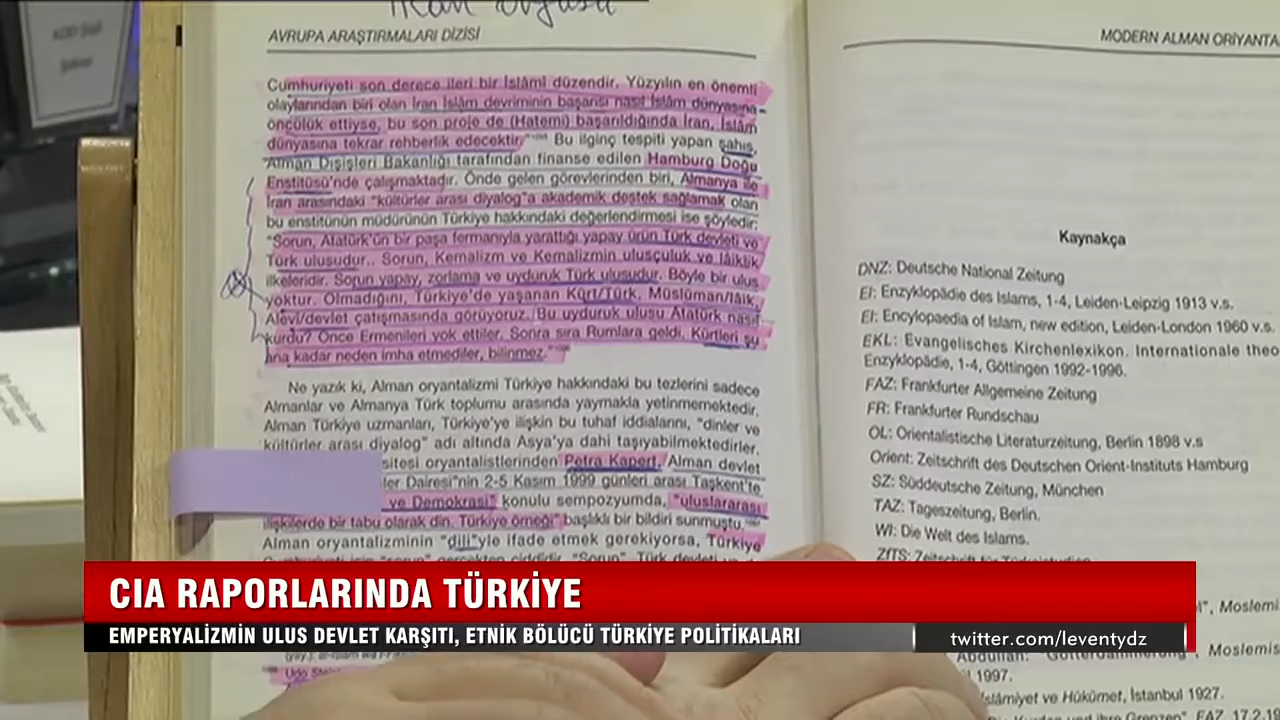 AVRUPA ARAŞTIRMALARI DİZİSİ
Cumhuriyeti son derece ileri bir İslâmî düzendir. Yüzyılın en önemli
olaylarından biri olan İran İslâm devriminin başarısı nasıl İslâm dünyasına
öncülük ettiyse, bu son proje de (Hatemi) başarıldığında İran, İslâm
dünyasına tekrar rehberlik edecektir."
Bu ilginç tespiti yapan şahıs,
Alman Dışişleri Bakanlığı tarafından finanse edilen Hamburg Doğu
Enstitüsü'nde çalışmaktadır. Önde gelen görevlerinden biri, Almanya ile
İran arasındaki "kültürler arası diyalog"a akademik destek sağlamak olan
bu enstitünün müdürünün Türkiye hakkındaki değerlendirmesi ise şöyledir:
"Sorun, Atatürk'ün bir paşa fermanıyla yarattığı yapay ürün Türk devleti ve
Türk ulusudur.. Sorun, Kemalizm ve Kemalizmin ulusçuluk ve lâiklik
ilkeleridir. Sorun yapay, zorlama ve uyduruk Türk ulusudur. Böyle bir ulus
yoktur. Olmadığını, Türkiye'de yaşanan Kürt/Türk, Müslüman/lâik,
Alevi/devlet çatışmasında görüyoruz. Bu uyduruk ulusu Atatürk nasıl
kurdu? Önce Ermenileri yok ettiler. Sonra sıra Rumlara geldi. Kürtleri şu
ana kadar neden imha etmediler, bilinmez."
Ne yazık ki, Alman oryantalizmi Türkiye hakkındaki bu tezlerini sadece
Almanlar ve Almanya Türk toplumu arasında yaymakla yetinmemektedir.
Alman Türkiye uzmanları, Türkiye'ye ilişkin bu tuhaf iddialarını, "dinler ve
kültürler arası diyalog" adı altında Asya'ya dahi taşıyabilmektedirler.
sitesi oryantalistlerinden Petra Kapert, Alman devlet
ler Dairesi"nin 2-5 Kasım 1999 günleri arası Taşkent'te
ve Demokrasi" konulu sempozyumda, "uluslararası
ilişkilerde bir tabu olarak din. Türkiye örneği" başlıklı bir bildiri sunmuştu.
Alman oryantalizminin "dili"yle ifade etmek gerekiyorsa, Türkiye
MODERN ALMAN ORİYANTA
Kaynakça
DNZ: Deutsche National Zeitung
EI: Enzyklopädie des Islams, 1-4, Leiden-Leipzig 1913 v.s.
EI: Encylopaedia of Islam, new edition, Leiden-London 1960 v.s.
EKL: Evangelisches Kirchenlexikon. Internationale theo
Enzyklopädie, 1-4, Göttingen 1992-1996.
FAZ: Frankfurter Allgemeine Zeitung
FR: Frankfurter Rundschau
OL: Orientalistische Literaturzeitung, Berlin 1898 v.s
Orient: Zeitschrift des Deutschen Orient-Instituts Hamburg
SZ: Süddeutsche Zeitung, München
TAZ: Tageszeitung, Berlin.
WI: Die Welt des Islams.
ZfTS: Zeitschrift für Türkeistudien
CIA RAPORLARINDA TÜRKİYE
EMPERYALİZMİN ULUS DEVLET KARŞITI, ETNİK BÖLÜCÜ TÜRKİYE POLİTİKALARI
twitter.com/leventydz
Moslemis
1997.
İslâmiyet ve Hükûmet, İstanbul 1927.